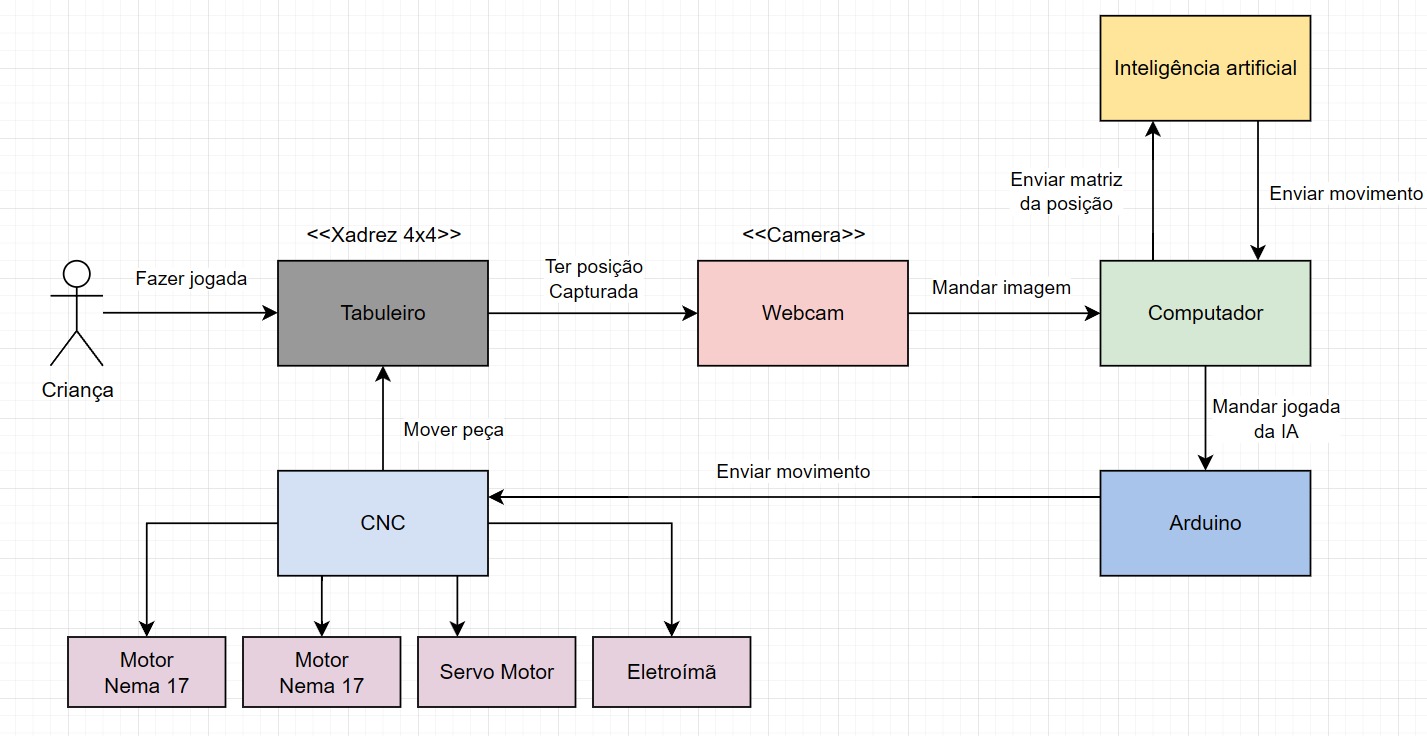 Inteligência artificial
Enviar matriz
da posição
Enviar movimento
<<Xadrez 4x4>>
<<Camera>>
Fazer jogada
Tabuleiro
Ter posição
Capturada
Webcam
Mandar imagem
Computador
Criança
Mover peça
Mandar jogada
da IA
Enviar movimento
CNC
Arduino
Motor
Nema 17
Motor
Nema 17
Servo Motor
Eletroímã